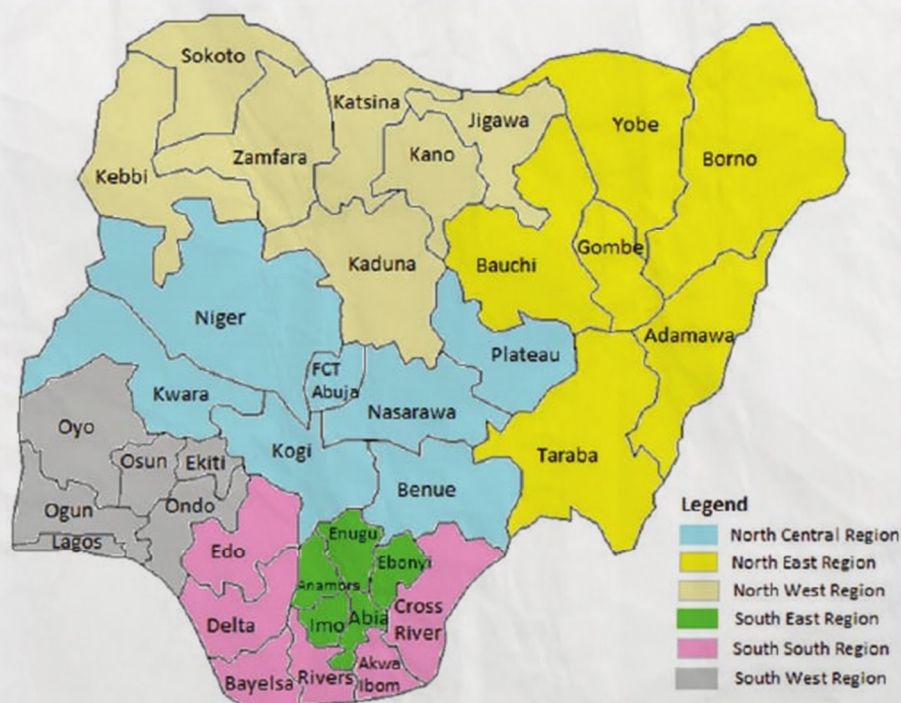 Sokoto
Katsina
Jigawa
Yobe
Borno
Kano
Zamfara
Kebbi
Gombe
Kaduna
Bauchi
Niger
Adamawa
Plateau
FCT
Abuja
Kwara
Nasarawa
Oyo
Kogi
Taraba
Osun
Ekiti
Benue
Ogun
Ondo
Lagos
Edo
Enugu
Ebonyi
Anambrs
Cross
River
Abia
Imo
Delta
Akwa
Ibom
Rivers
Bayelsa
Legend
North Central Region
North East Region
North West Region
South East Region
South South Region
South West Region